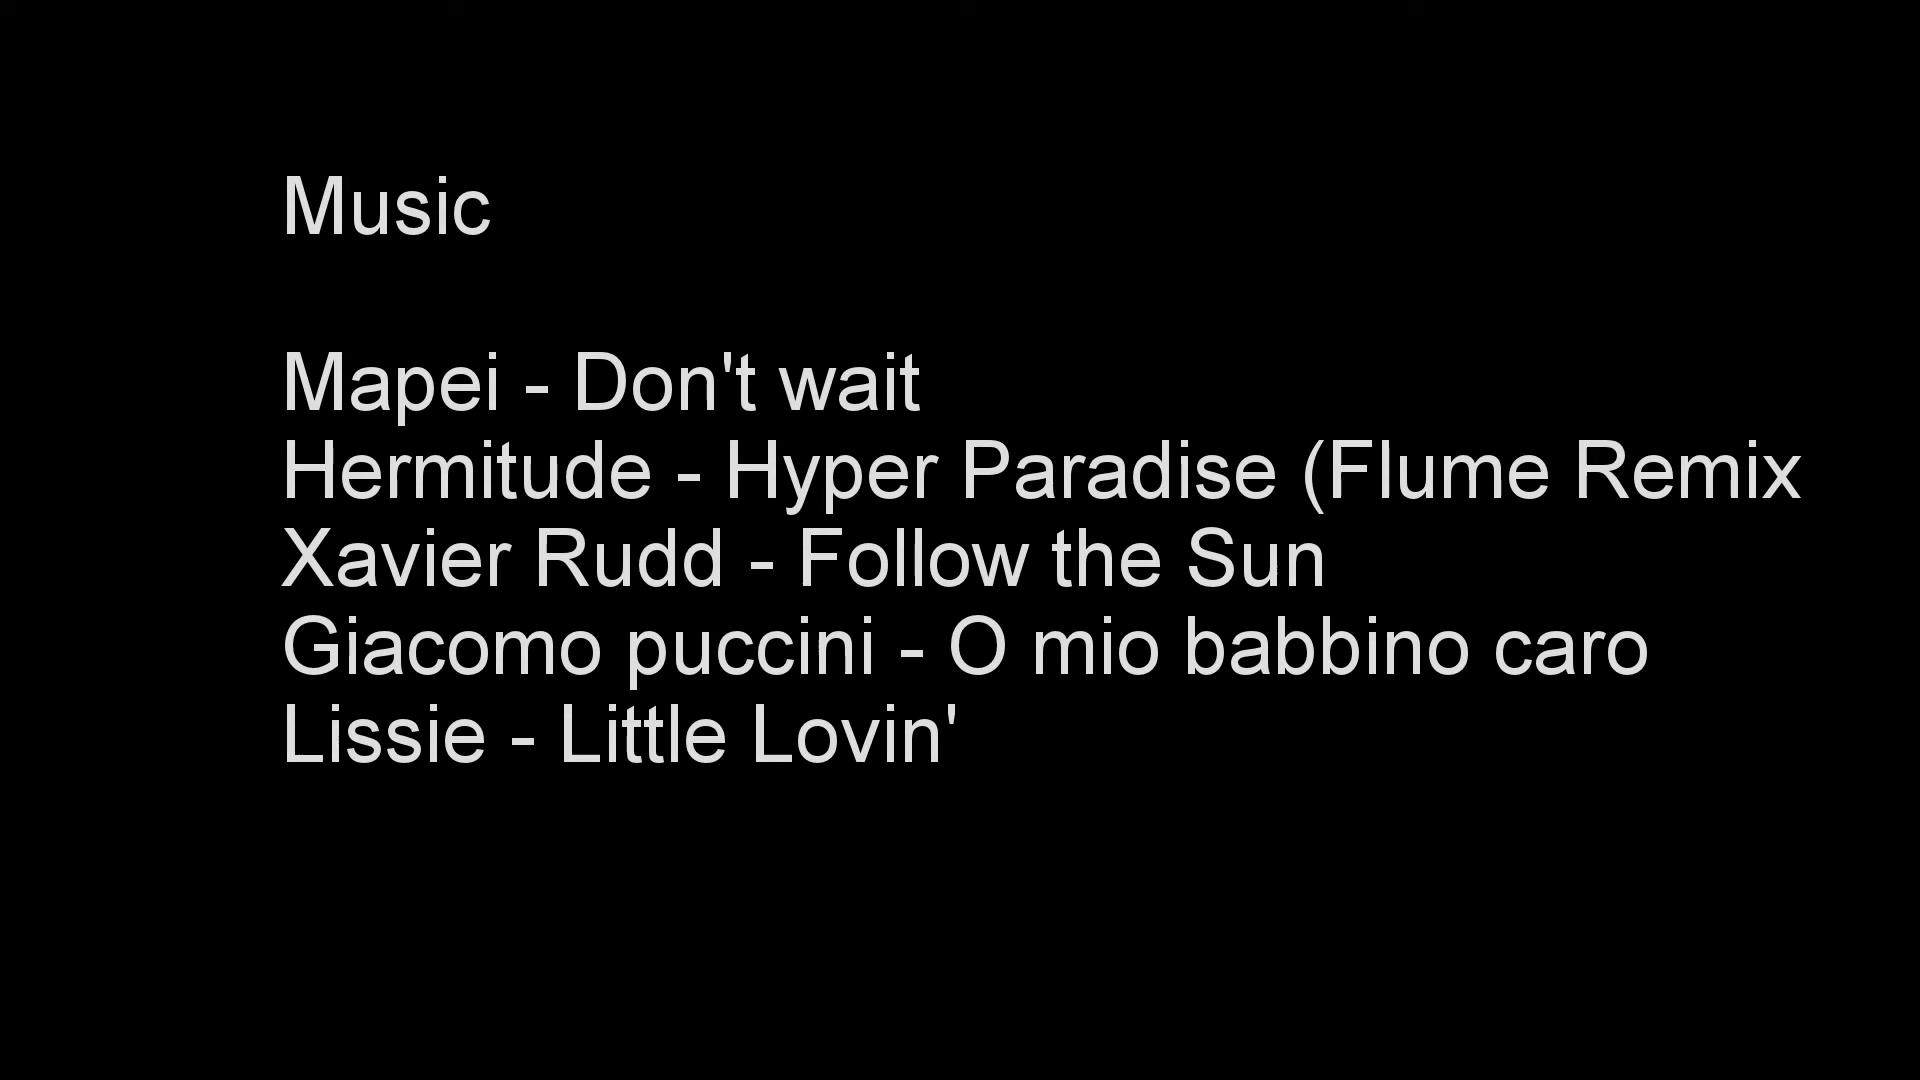 Music
Mapei - Don't wait
Hermitude - Hyper Paradise (Flume Remix
Xavier Rudd - Follow the Sun
Giacomo puccini - O mio babbino caro
Lissie - Little Lovin'